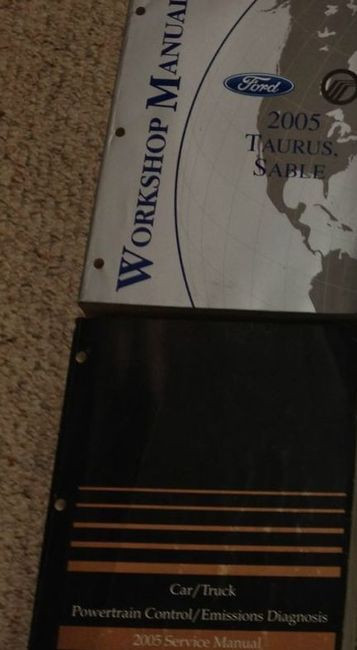 WORKSHOP MANUAL
Ford
2005
TAURUS,
SABLE
Car/Truck
Powertrain Control/Emissions Diagnosis
2005 Service Manual